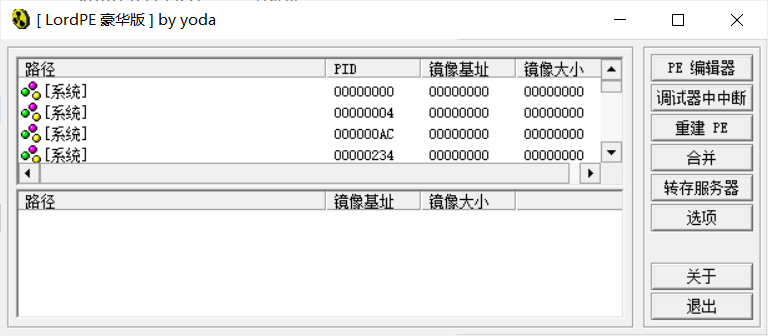 [ LordPE 豪华版 ] by yoda
路径 PID 镜像基址 镜像大小
[系统] 00000000 00000000 00000000
[系统] 00000004 00000000 00000000
[系统] 000000AC 00000000 00000000
[系统] 00000234 00000000 00000000
路径 镜像基址 镜像大小
PE 编辑器
调试器中中断
重建 PE
合并
转存服务器
选项
关于
退出